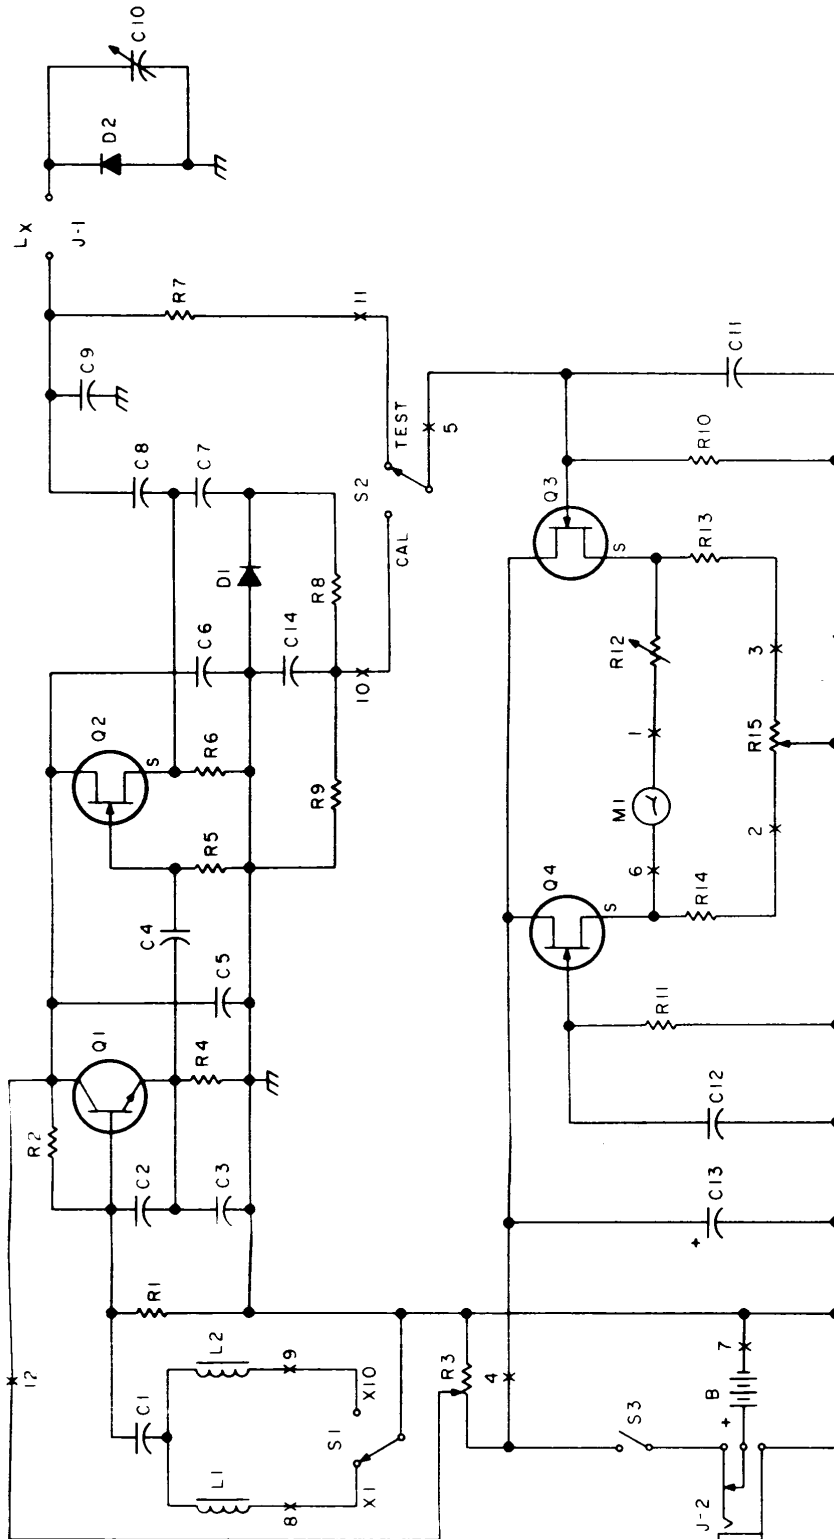 12
R2
Q1
Q2
Lx
J-1
C10
D2
C9
R7
C8
C7
C6
D1
R6
R5
C4
C5
R4
C2
C3
R1
C1
L2
L1
9
8
X10
X1
S1
R9
R8
C14
10
CAL
S2
TEST
11
5
R3
4
S3
B
+
7
J-2
C13
+
C12
R11
Q4
S
6
M1
1
R12
R14
2
R15
3
R13
Q3
S
R10
C11
S